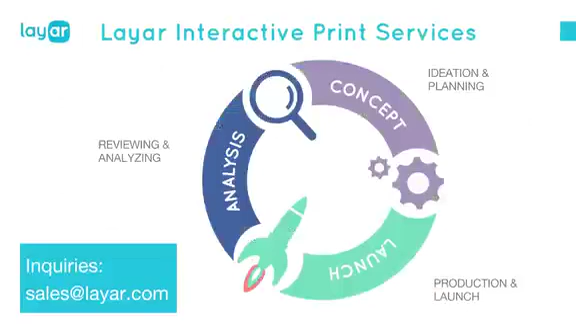 layar
Layar Interactive Print Services
IDEATION &
PLANNING
CONCEPT
REVIEWING &
ANALYZING
ANALYSIS
LAUNCH
Inquiries:
sales@layar.com
PRODUCTION &
LAUNCH